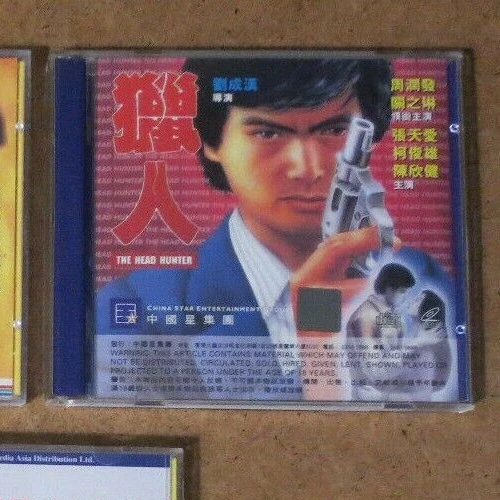 獵人
劉成漢
導演
周潤發
關之琳
領銜主演
張天愛
柯俊雄
陳欣健
主演
THE HEAD HUNTER
CHINA STAR ENTERTAINMENT GROUP
中國星集團
WARNING: THIS ARTICLE CONTAINS MATERIAL WHICH MAY OFFEND AND MAY
NOT BE DISTRIBUTED, CIRCULATED, SOLD, HIRED, GIVEN, LENT, SHOWN, PLAYED OR
PROJECTED TO A PERSON UNDER THE AGE OF 18 YEARS.
edia Asia Distribution Ltd.